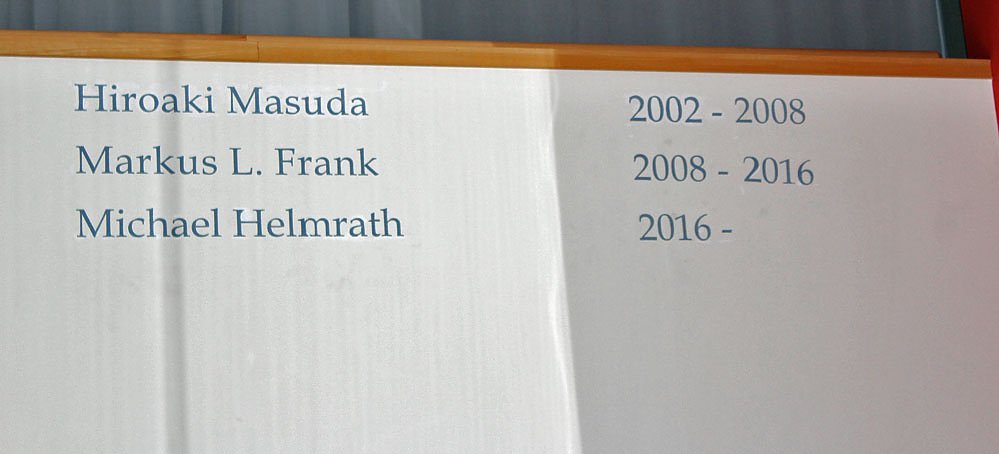 Hiroaki Masuda 2002 - 2008
Markus L. Frank 2008 - 2016
Michael Helmrath 2016 -